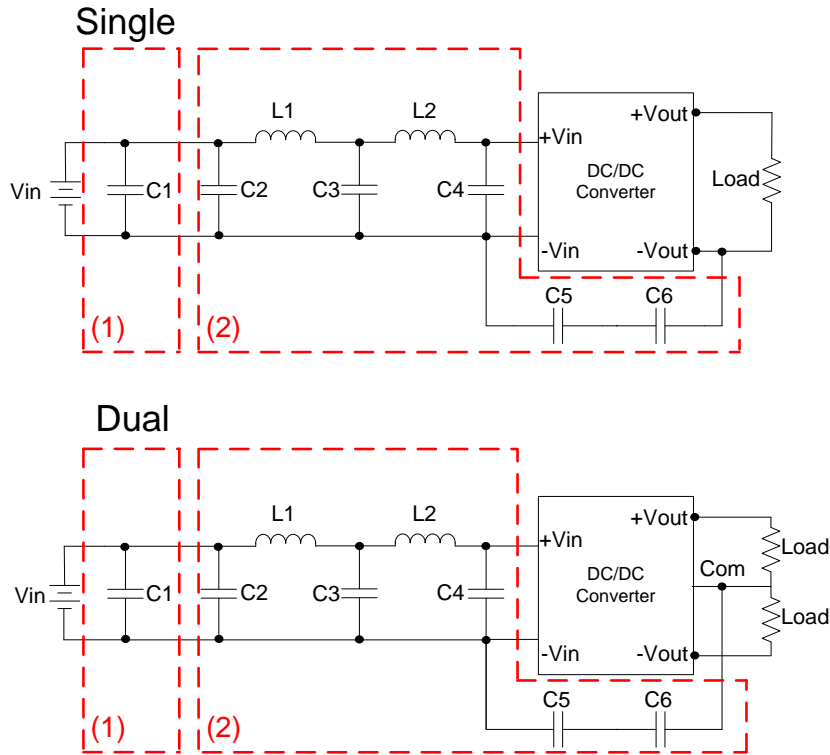 Single
L1
L2
+Vin
+Vout
Vin
C1
C2
C3
C4
DC/DC
Converter
Load
-Vin
-Vout
C5
C6
(1)
(2)
Dual
L1
L2
+Vin
+Vout
Load
Vin
C1
C2
C3
C4
DC/DC
Converter
Com
Load
-Vin
-Vout
C5
C6
(1)
(2)